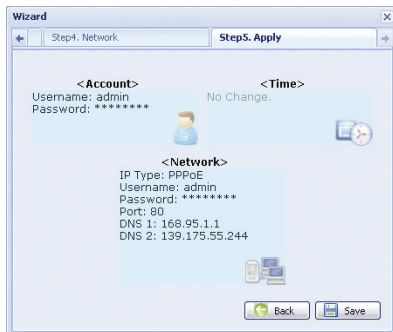 Wizard
Step4. Network
Step5. Apply
<Account>
Username: admin
Password: ********
<Time>
No Change.
<Network>
IP Type: PPPoE
Username: admin
Password: ********
Port: 80
DNS 1: 168.95.1.1
DNS 2: 139.175.55.244
Back
Save